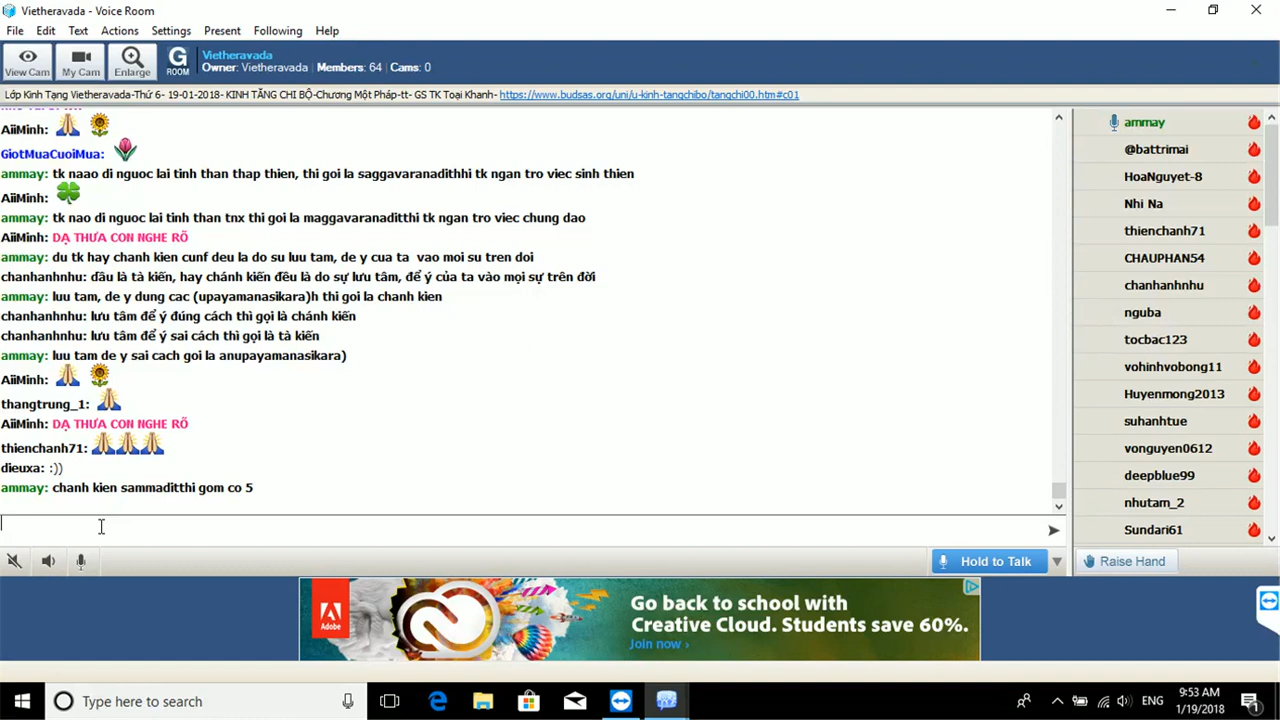 Vietheravada - Voice Room
File Edit Text Actions Settings Present Following Help
View Cam My Cam Enlarge G ROOM
Vietheravada
Owner: Vietheravada | Members: 64 | Cams: 0
Lớp Kinh Tạng Vietheravada-Thứ 6- 19-01-2018- KINH TĂNG CHI BỘ-Chương Một Pháp-tt- GS TK Toại Khanh- https://www.budsas.org/uni/u-kinh-tangchibo/tangchi00.htm#c01
AiiMinh:
GiotMuaCuoiMua:
ammay: tk naao di nguoc lai tinh than thap thien, thi goi la saggavaranadithhi tk ngan tro viec sinh thien
AiiMinh:
ammay: tk nao di nguoc lai tinh than tnx thi goi la maggavaranaditthi tk ngan tro viec chung dao
AiiMinh: DẠ THƯA CON NGHE RÕ
ammay: du tk hay chanh kien cunf deu la do su luu tam, de y cua ta vao moi su tren doi
chanhanhnhu: dầu là tà kiến, hay chánh kiến đều là do sự lưu tâm, để ý của ta vào mọi sự trên đời
ammay: luu tam, de y dung cac (upayamanasikara)h thi goi la chanh kien
chanhanhnhu: lưu tâm để ý đúng cách thì gọi là chánh kiến
chanhanhnhu: lưu tâm để ý sai cách thì gọi là tà kiến
ammay: luu tam de y sai cach goi la anupayamanasikara)
AiiMinh:
thangtrung_1:
AiiMinh: DẠ THƯA CON NGHE RÕ
thienchanh71:
dieuxa: :))
ammay: chanh kien sammaditthi gom co 5
ammay
@battrimai
HoaNguyet-8
Nhi Na
thienchanh71
CHAUPHAN54
chanhanhnhu
nguba
tocbac123
vohinhvobong11
Huyenmong2013
suhanhtue
vonguyen0612
deepblue99
nhutam_2
Sundari61
Hold to Talk
Raise Hand
Adobe
Go back to school with
Creative Cloud. Students save 60%.
Join now ›
Type here to search
ENG
9:53 AM
1/19/2018
1